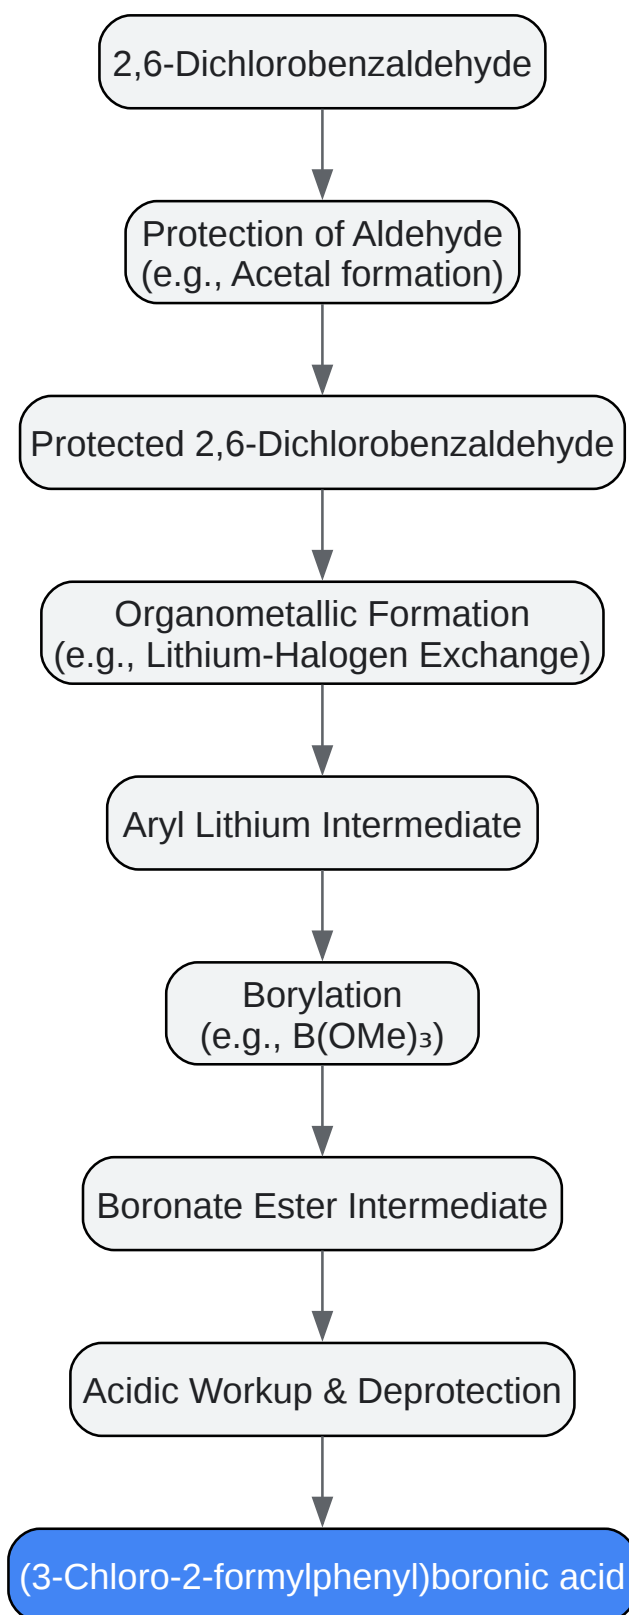 2,6-Dichlorobenzaldehyde
Protection of Aldehyde
(e.g., Acetal formation)
Protected 2,6-Dichlorobenzaldehyde
Organometallic Formation
(e.g., Lithium-Halogen Exchange)
Aryl Lithium Intermediate
Borylation
(e.g., B(OMe)₃)
Boronate Ester Intermediate
Acidic Workup & Deprotection
(3-Chloro-2-formylphenyl)boronic acid